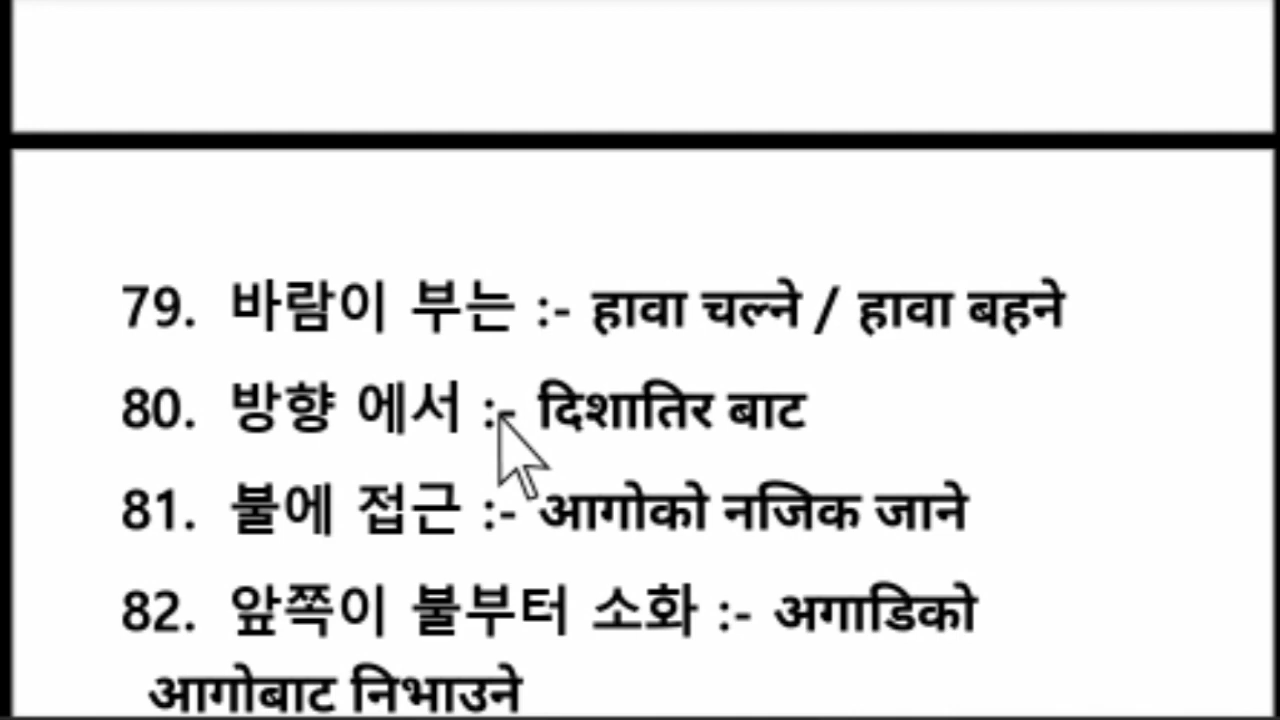 79. 바람이 부는 :- हावा चल्ने / हावा बहने
80. 방향 에서 :- दिशातिर बाट
81. 불에 접근 :- आगोको नजिक जाने
82. 앞쪽이 불부터 소화 :- अगाडिको
आगोबाट निभाउने